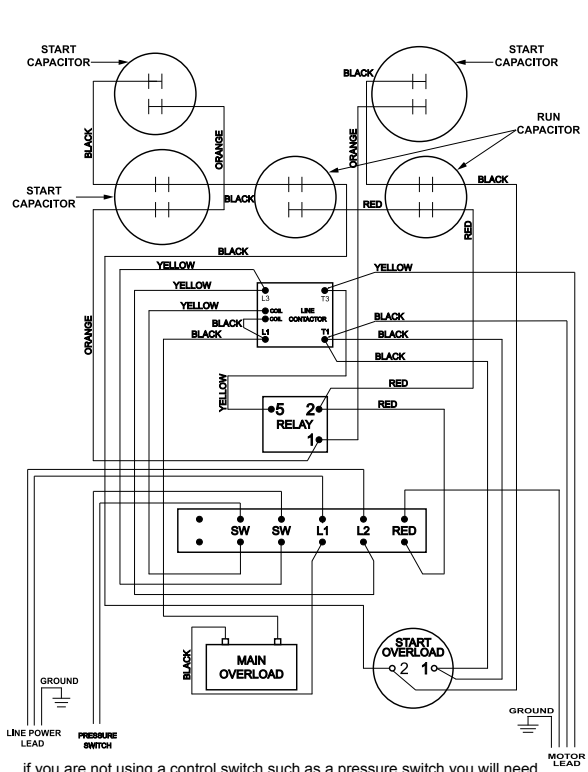 START
CAPACITOR
START
CAPACITOR
BLACK
RUN
CAPACITOR
BLACK
ORANGE
ORANGE
START
CAPACITOR
BLACK
RED
BLACK
RED
BLACK
YELLOW
YELLOW
YELLOW
L3
T3
YELLOW
COIL
LINE
BLACK
COIL
CONTACTOR
BLACK
BLACK
L1
T1
BLACK
BLACK
ORANGE
YELLOW
RED
5 2
RED
RELAY
1
SW SW L1 L2 RED
BLACK
MAIN
OVERLOAD
START
OVERLOAD
2 1
GROUND
GROUND
LINE POWER
LEAD
PRESSURE
SWITCH
MOTOR
LEAD
if you are not using a control switch such as a pressure switch you will need